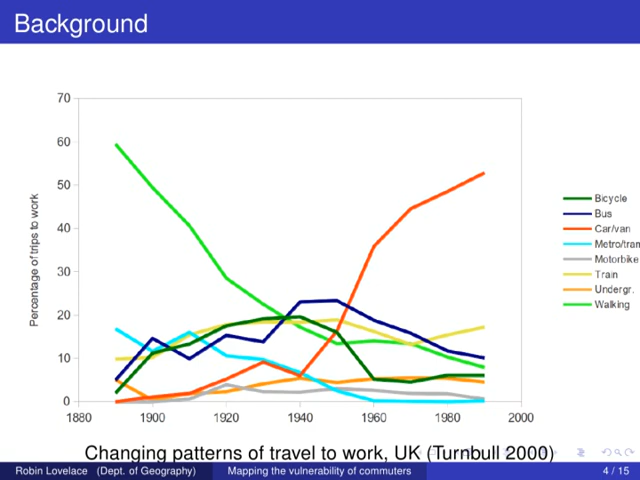 Background
70
60
50
40
30
20
10
0
Percentage of trips to work
1880 1900 1920 1940 1960 1980 2000
Bicycle
Bus
Car/van
Metro/tram
Motorbike
Train
Undergr.
Walking
Changing patterns of travel to work, UK (Turnbull 2000)
Robin Lovelace (Dept. of Geography) Mapping the vulnerability of commuters 4 / 15